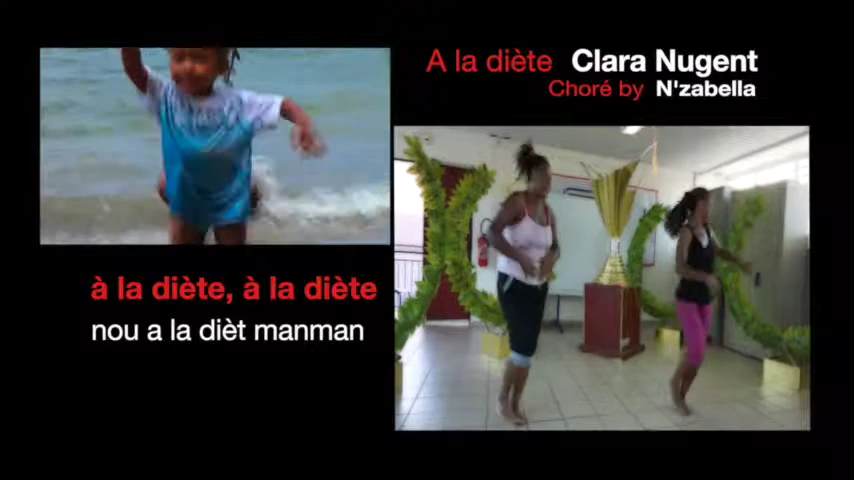 A la diète Clara Nugent
Choré by N'zabella
à la diète, à la diète
nou a la dièt manman